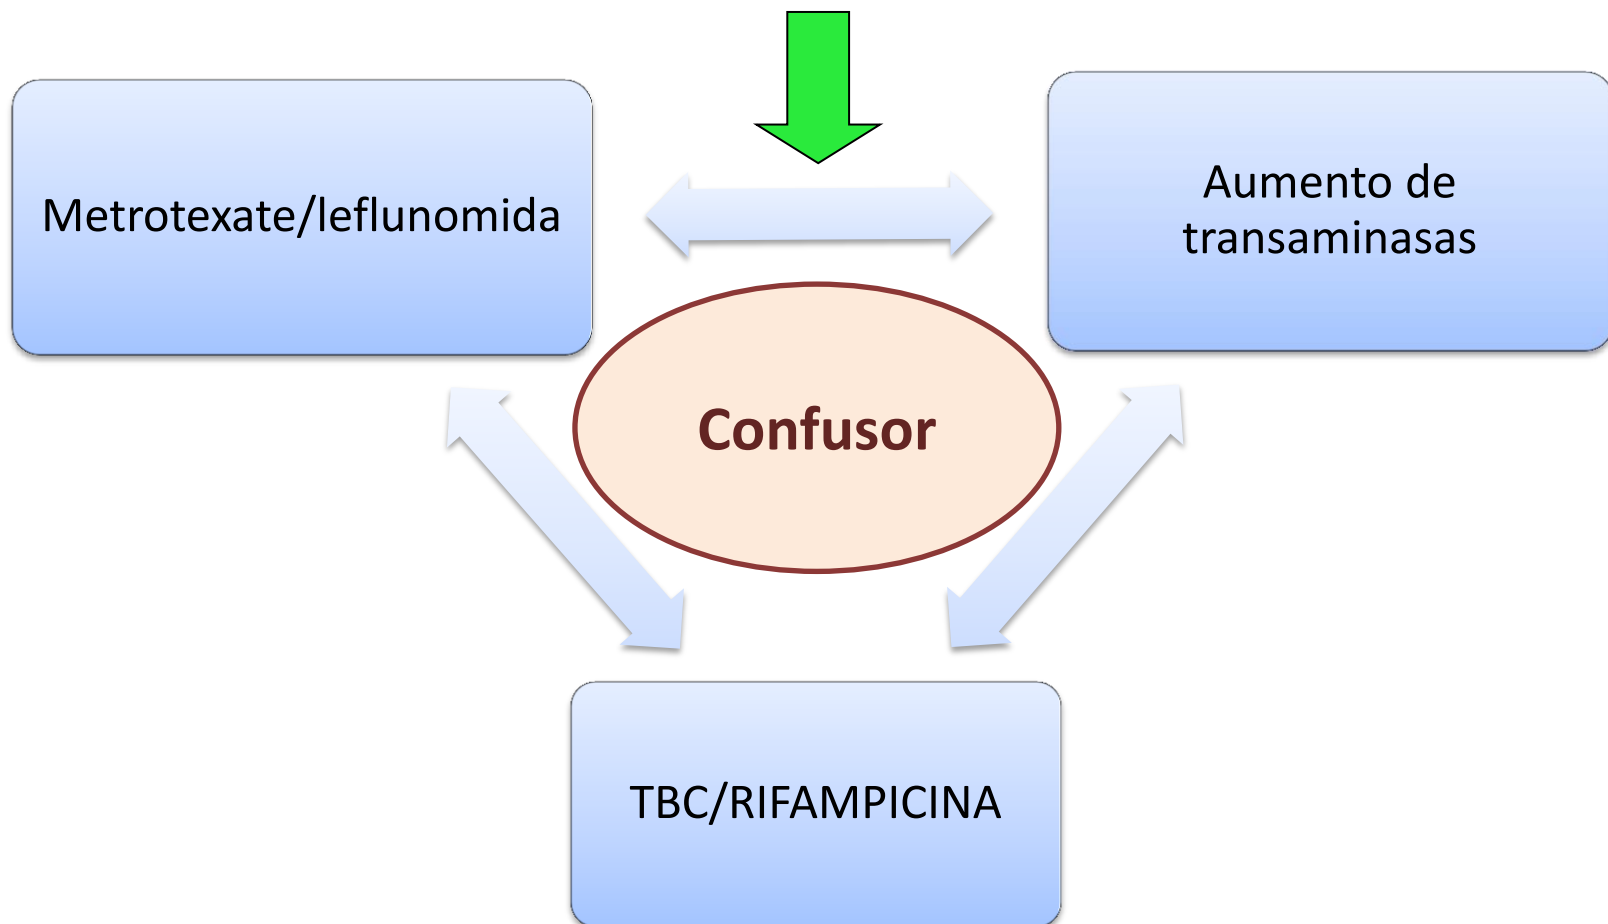 Metrotexate/leflunomida
Aumento de
transaminasas
Confusor
TBC/RIFAMPICINA